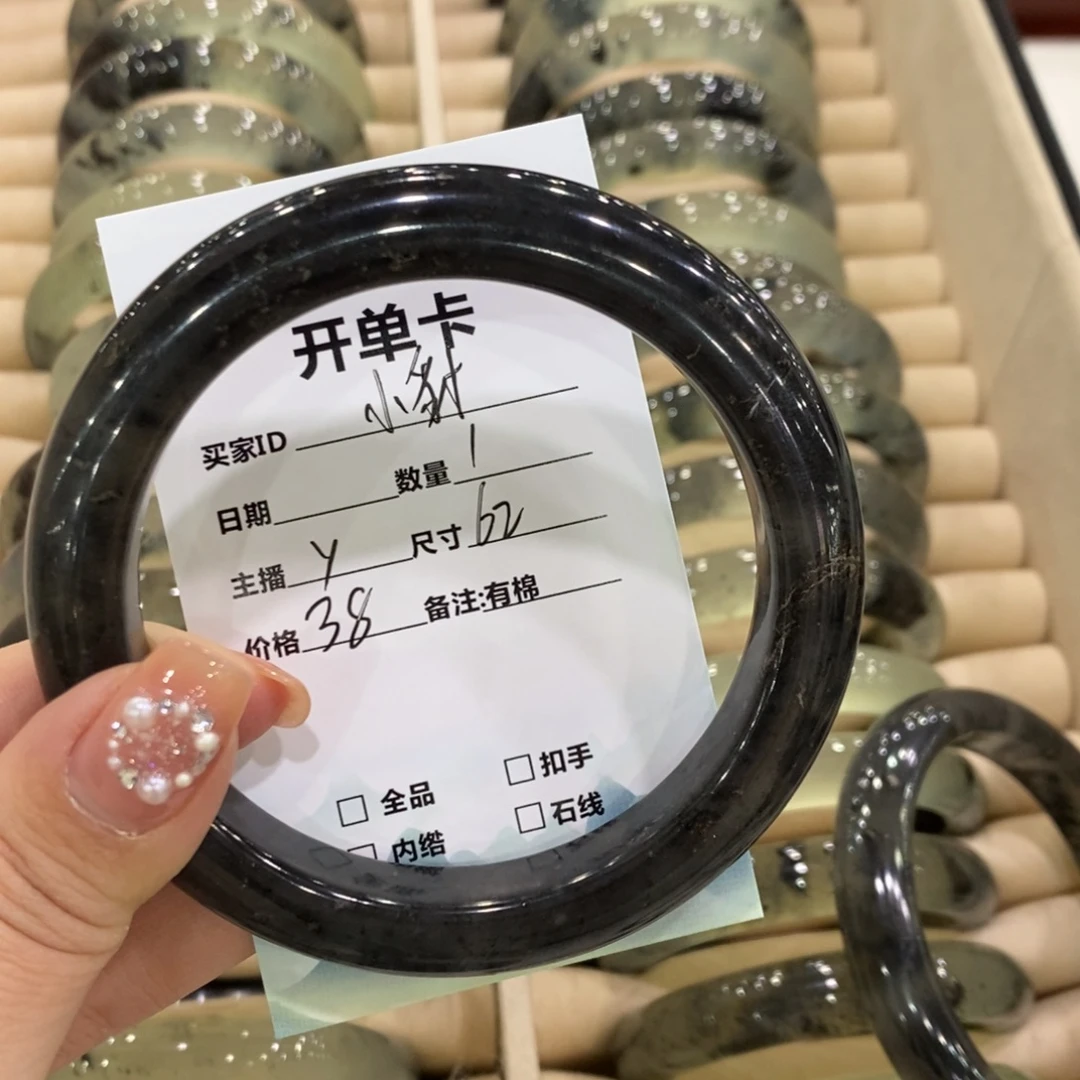 开单卡
买家ID 小豺
日期 数量 1
主播 y 尺寸 62
价格 38 备注:有棉
□ 全品 □ 扣手
□ 内绺 □ 石线